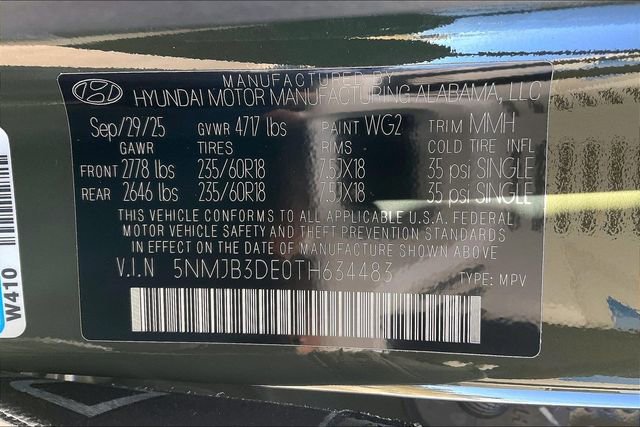 MANUFACTURED BY
HYUNDAI MOTOR MANUFACTURING ALABAMA, LLC
Sep/29/25 GVWR 4717 lbs PAINT WG2 TRIM MMH
GAWR TIRES RIMS COLD TIRE INFL
FRONT 2778 lbs 235/60R18 7.5JX18 35 psi SINGLE
REAR 2646 lbs 235/60R18 7.5JX18 35 psi SINGLE
THIS VEHICLE CONFORMS TO ALL APPLICABLE U.S.A. FEDERAL
MOTOR VEHICLE SAFETY AND THEFT PREVENTION STANDARDS
IN EFFECT ON THE DATE OF MANUFACTURE SHOWN ABOVE
V.I.N 5NMJB3DE0TH634483 TYPE: MPV
W410